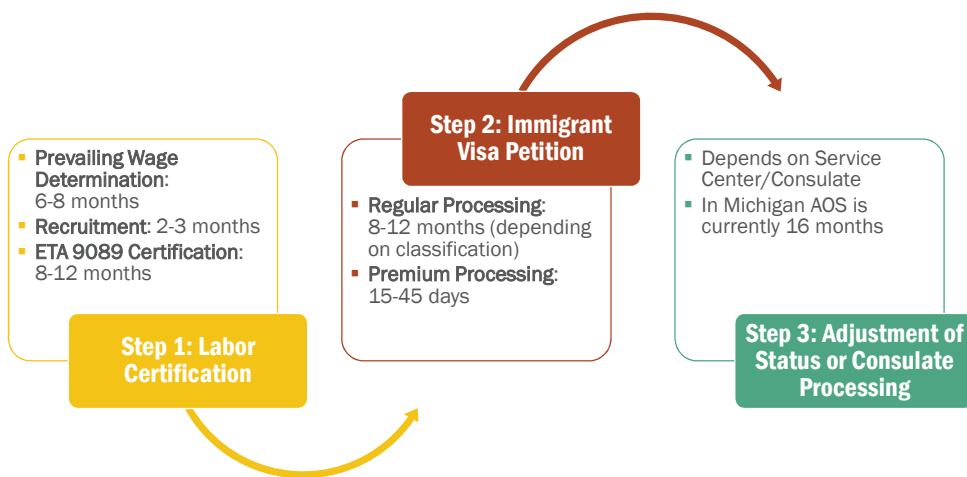 ▪ Prevailing Wage
Determination:
6-8 months
▪ Recruitment: 2-3 months
▪ ETA 9089 Certification:
8-12 months
Step 1: Labor
Certification
Step 2: Immigrant
Visa Petition
▪ Regular Processing:
8-12 months (depending
on classification)
▪ Premium Processing:
15-45 days
▪ Depends on Service
Center/Consulate
▪ In Michigan AOS is
currently 16 months
Step 3: Adjustment of
Status or Consulate
Processing